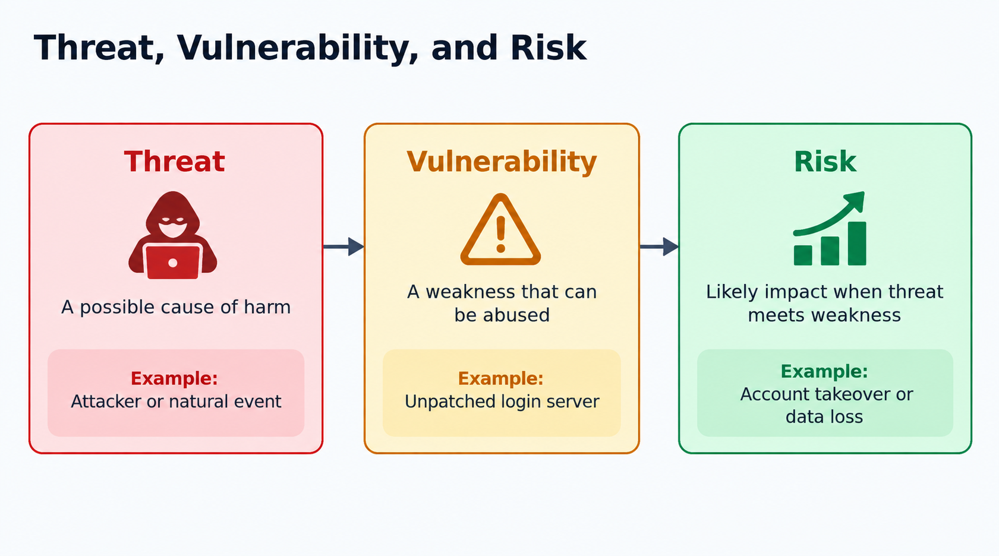 Threat, Vulnerability, and Risk
Threat
A possible cause of harm
Example:
Attacker or natural event
Vulnerability
A weakness that can
be abused
Example:
Unpatched login server
Risk
Likely impact when threat
meets weakness
Example:
Account takeover or
data loss